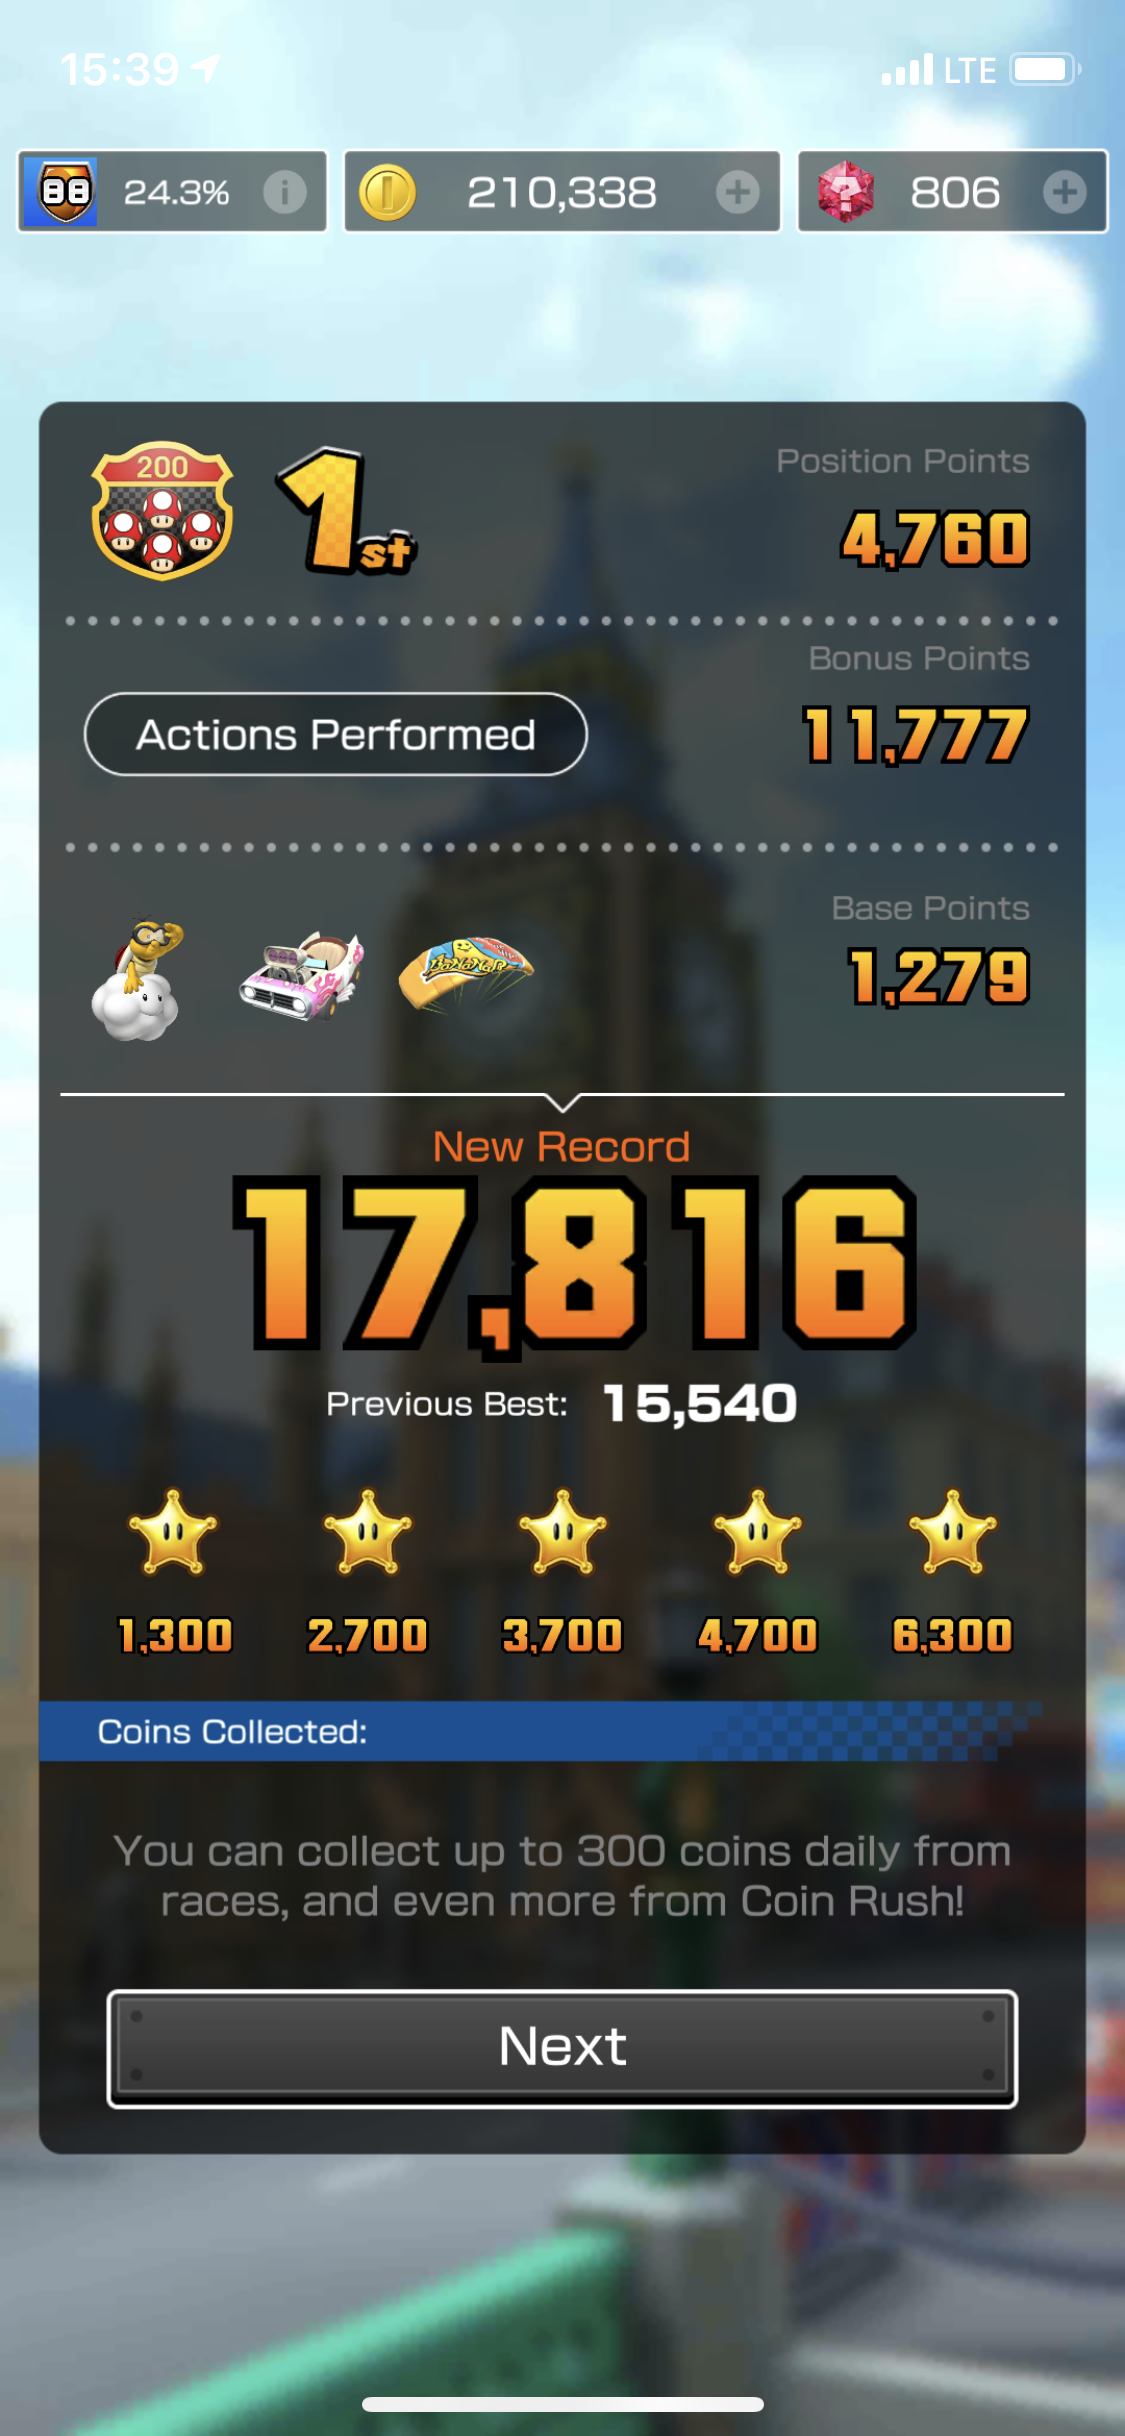 15:39 LTE
88 24.3% i 210,338 + ? 806 +
200 1st
Position Points
4,760
Bonus Points
Actions Performed 11,777
Base Points
BaNaNas
1,279
New Record
17,816
Previous Best: 15,540
1,300 2,700 3,700 4,700 6,300
Coins Collected:
You can collect up to 300 coins daily from
races, and even more from Coin Rush!
Next